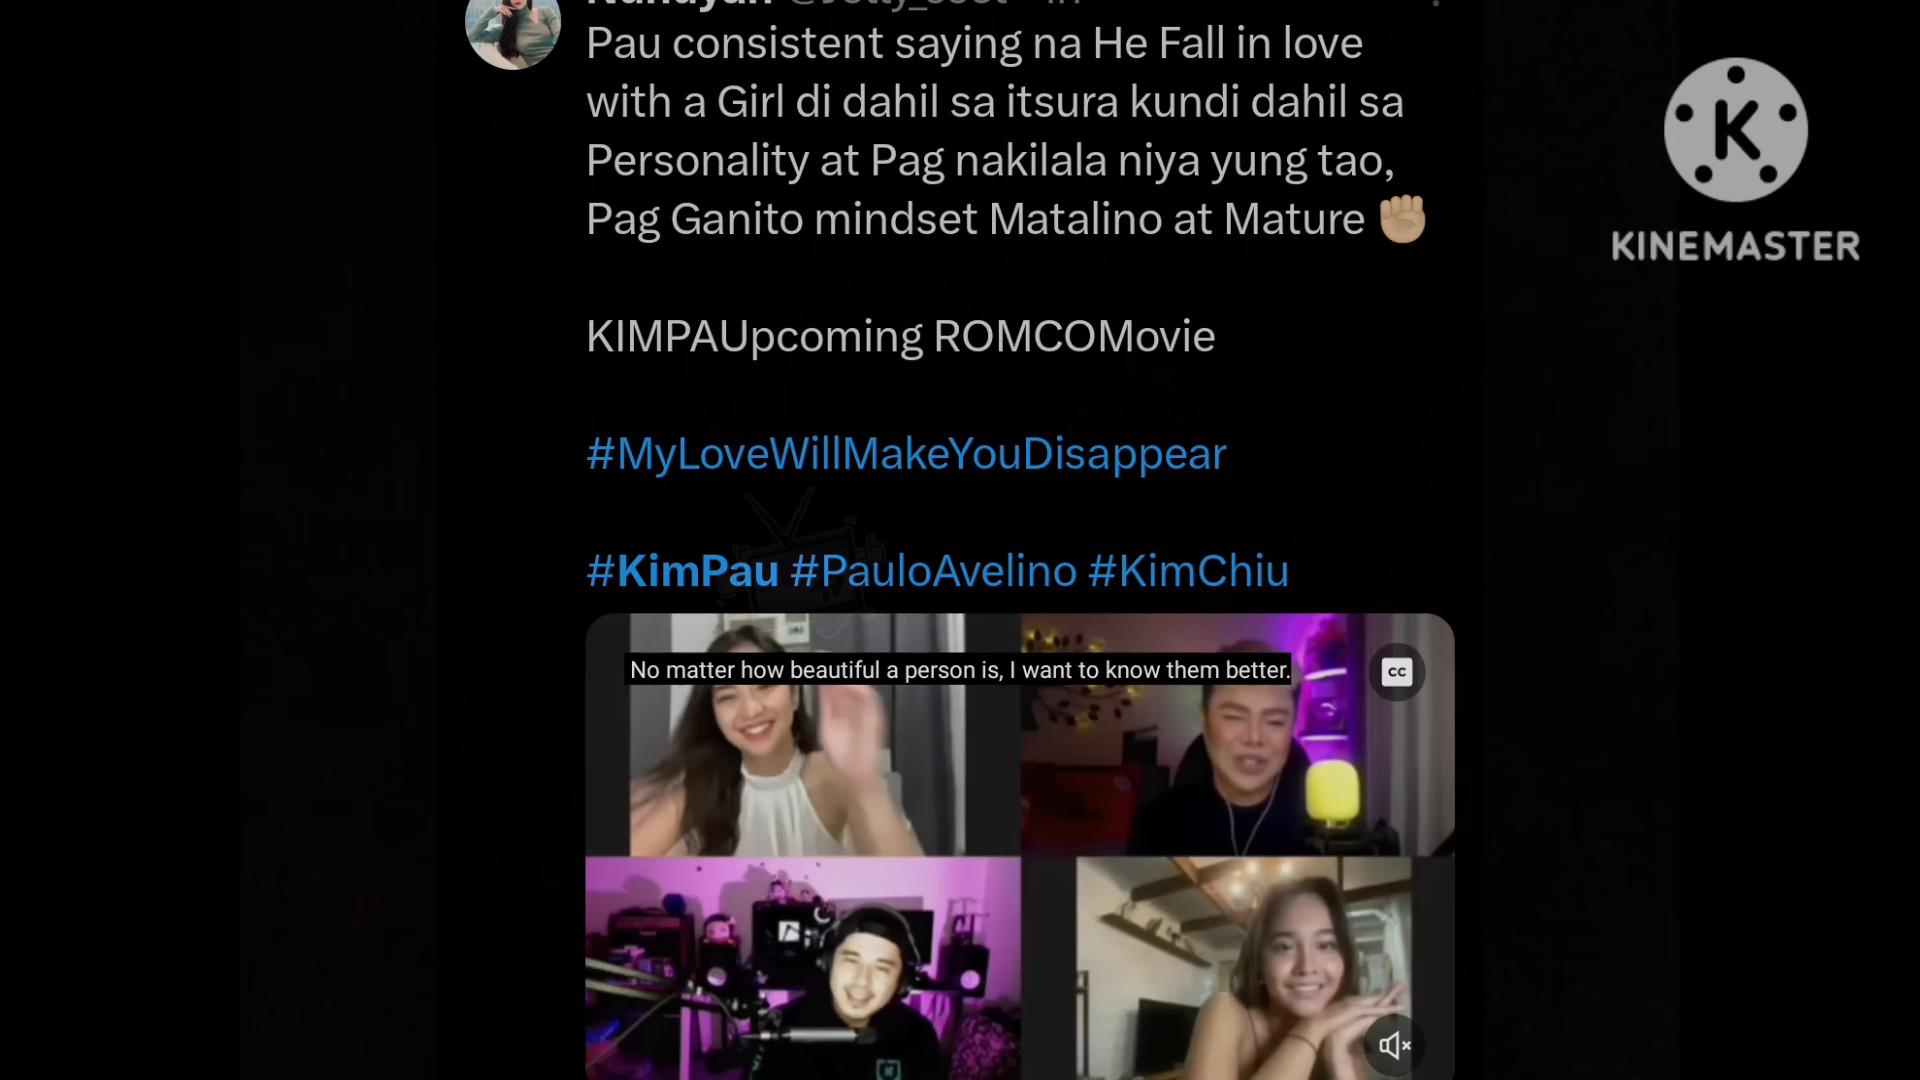 Pau consistent saying na He Fall in love
with a Girl di dahil sa itsura kundi dahil sa
Personality at Pag nakilala niya yung tao,
Pag Ganito mindset Matalino at Mature ✊🏼
KIMPAUpcoming ROMCOMovie
#MyLoveWillMakeYouDisappear
#KimPau #PauloAvelino #KimChiu
No matter how beautiful a person is, I want to know them better.
CC
K
KINEMASTER